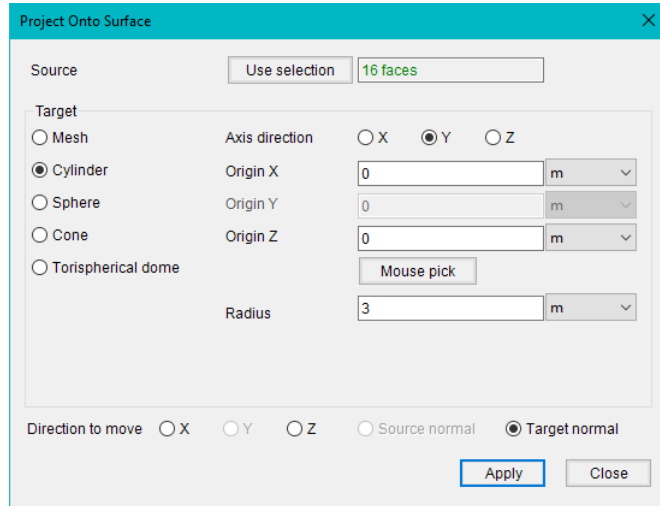 Project Onto Surface
Source Use selection 16 faces
Target
Mesh Axis direction X Y Z
Cylinder Origin X 0 m
Sphere Origin Y 0 m
Cone Origin Z 0 m
Torispherical dome Mouse pick
Radius 3 m
Direction to move X Y Z Source normal Target normal
Apply Close